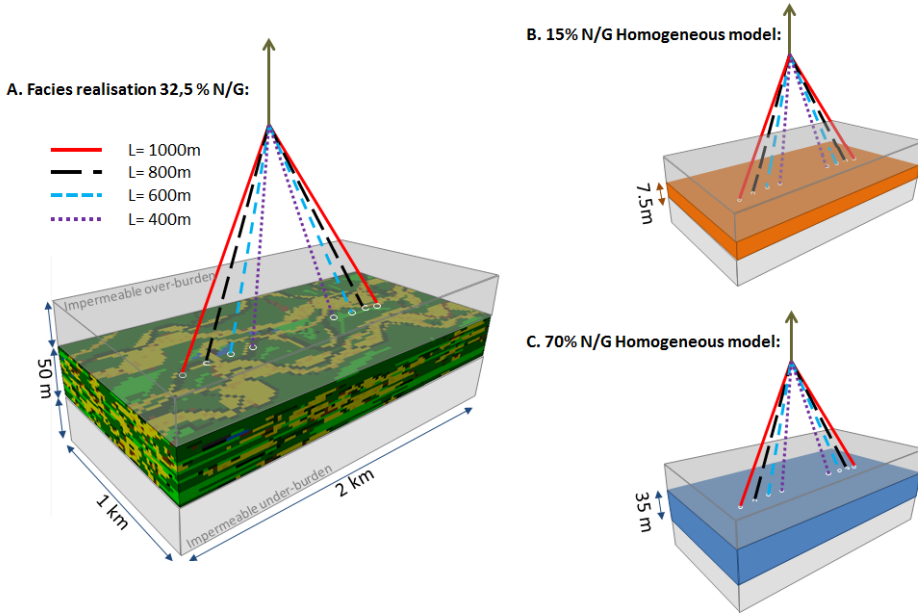 A. Facies realisation 32,5 % N/G:
L= 1000m
L= 800m
L= 600m
L= 400m
Impermeable over-burden
50 m
1 km
2 km
Impermeable under-burden
B. 15% N/G Homogeneous model:
7.5m
C. 70% N/G Homogeneous model:
35 m